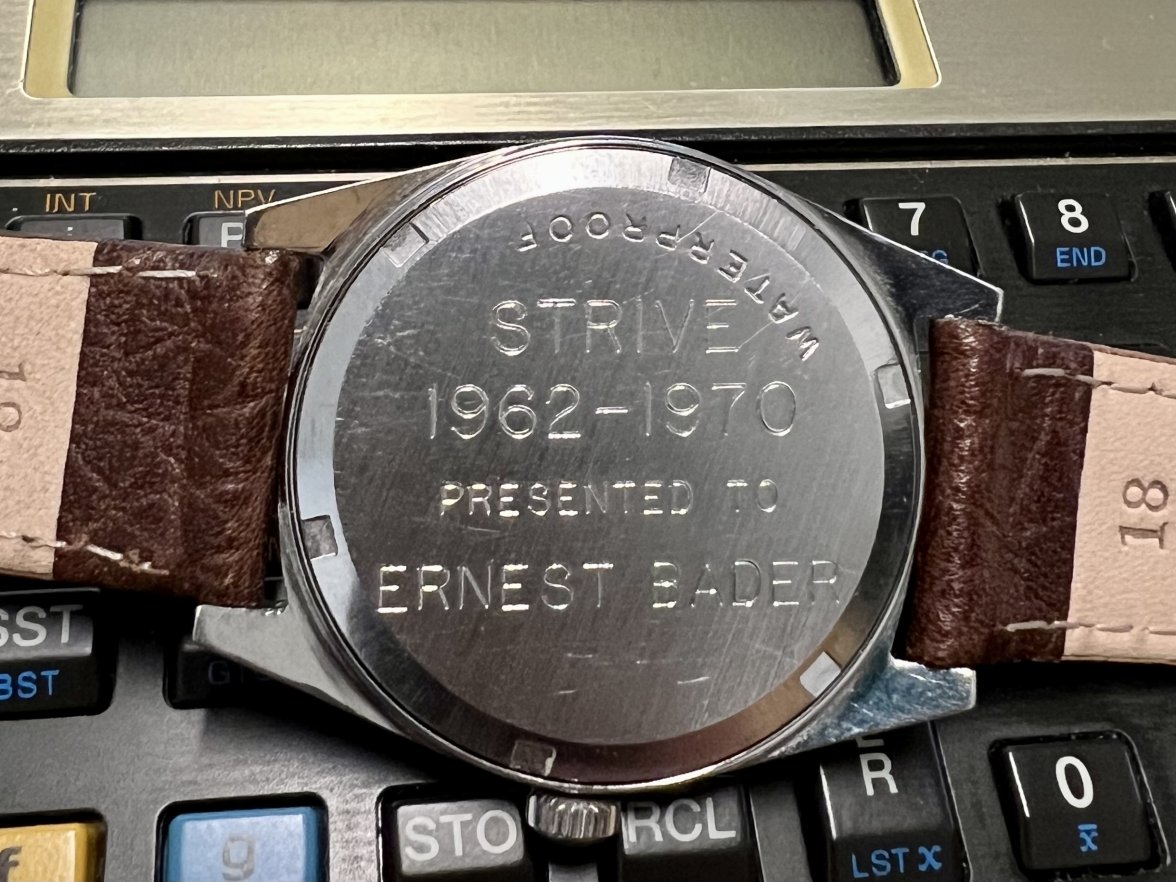 INT
NPV
7
8
END
WATERPROOF
STRIVE
1962-1970
PRESENTED TO
ERNEST BADER
18
18
SST
BST
R
LST x
0
x̄
f
g
STO
RCL